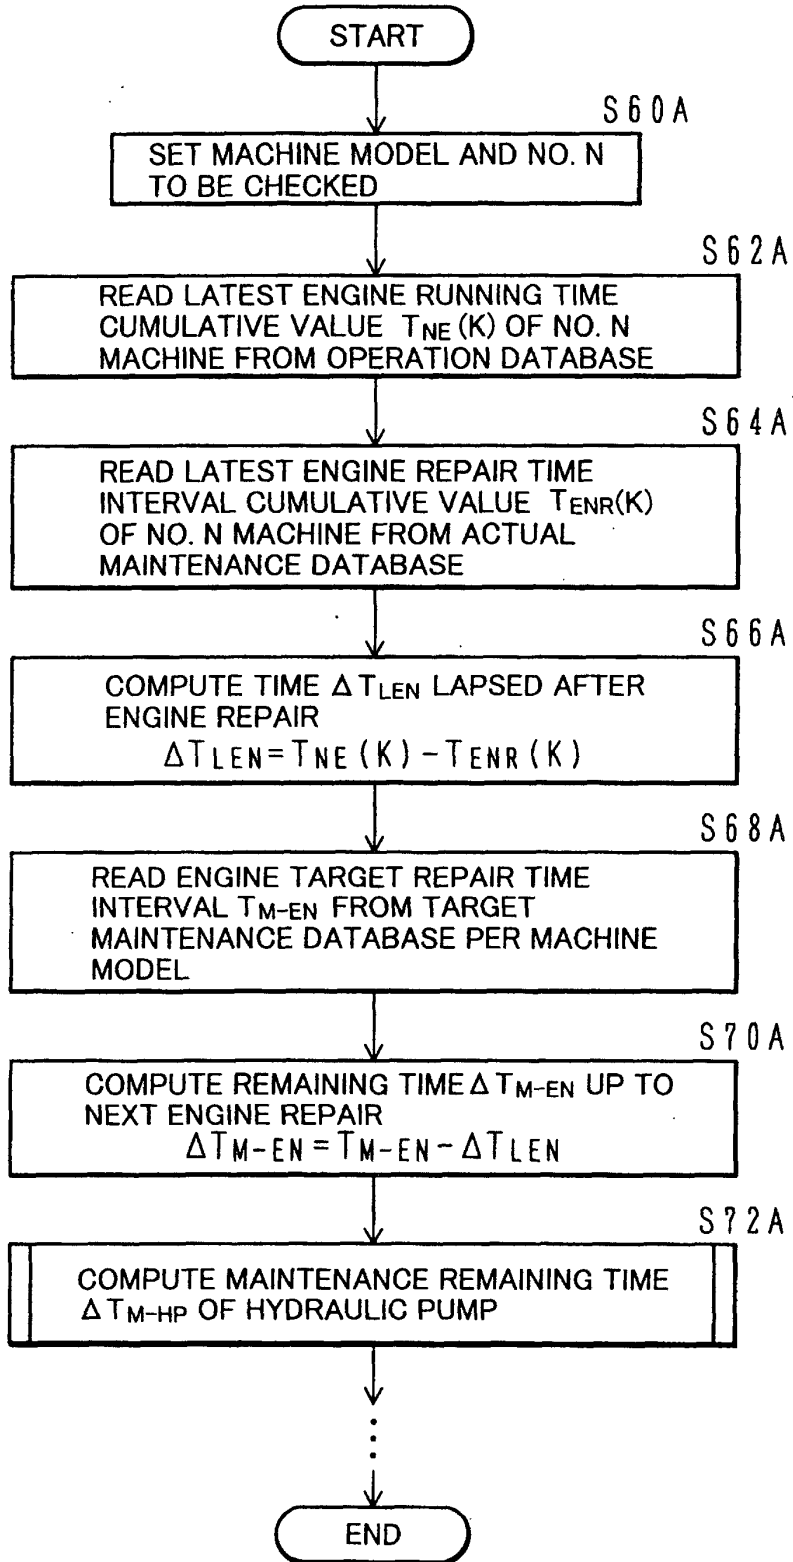 START
S60A
SET MACHINE MODEL AND NO. N
TO BE CHECKED
S62A
READ LATEST ENGINE RUNNING TIME
CUMULATIVE VALUE TNE(K) OF NO. N
MACHINE FROM OPERATION DATABASE
S64A
READ LATEST ENGINE REPAIR TIME
INTERVAL CUMULATIVE VALUE TENR(K)
OF NO. N MACHINE FROM ACTUAL
MAINTENANCE DATABASE
S66A
COMPUTE TIME ΔTLEN LAPSED AFTER
ENGINE REPAIR
ΔTLEN=TNE(K)-TENR(K)
S68A
READ ENGINE TARGET REPAIR TIME
INTERVAL TM-EN FROM TARGET
MAINTENANCE DATABASE PER MACHINE
MODEL
S70A
COMPUTE REMAINING TIME ΔTM-EN UP TO
NEXT ENGINE REPAIR
ΔTM-EN=TM-EN-ΔTLEN
S72A
COMPUTE MAINTENANCE REMAINING TIME
ΔTM-HP OF HYDRAULIC PUMP
END